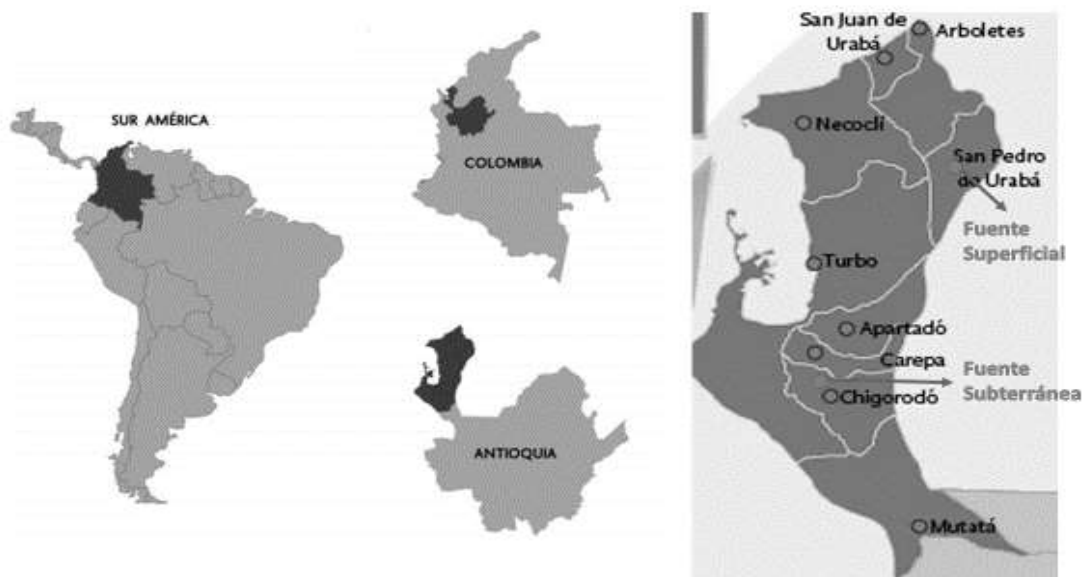 SUR AMÉRICA
COLOMBIA
ANTIOQUIA
San Juan de
Urabá
Arboletes
Necoclí
San Pedro
de Urabá
Fuente
Superficial
Turbo
Apartadó
Carepa
Fuente
Subterránea
Chigorodó
Mutatá